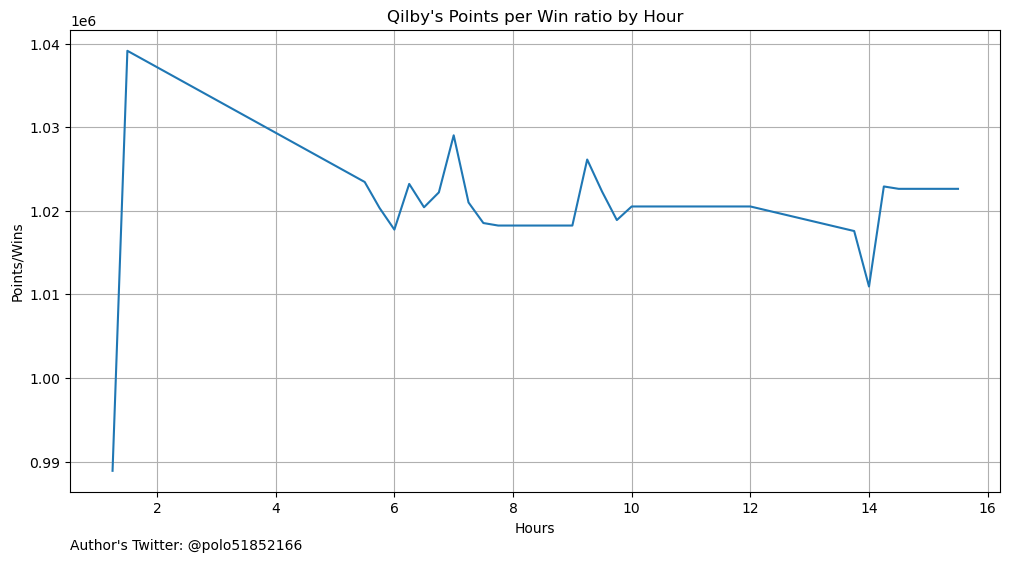 Qilby's Points per Win ratio by Hour
1e6
1.04
1.03
1.02
1.01
1.00
0.99
Points/Wins
2 4 6 8 10 12 14 16
Hours
Author's Twitter: @polo51852166